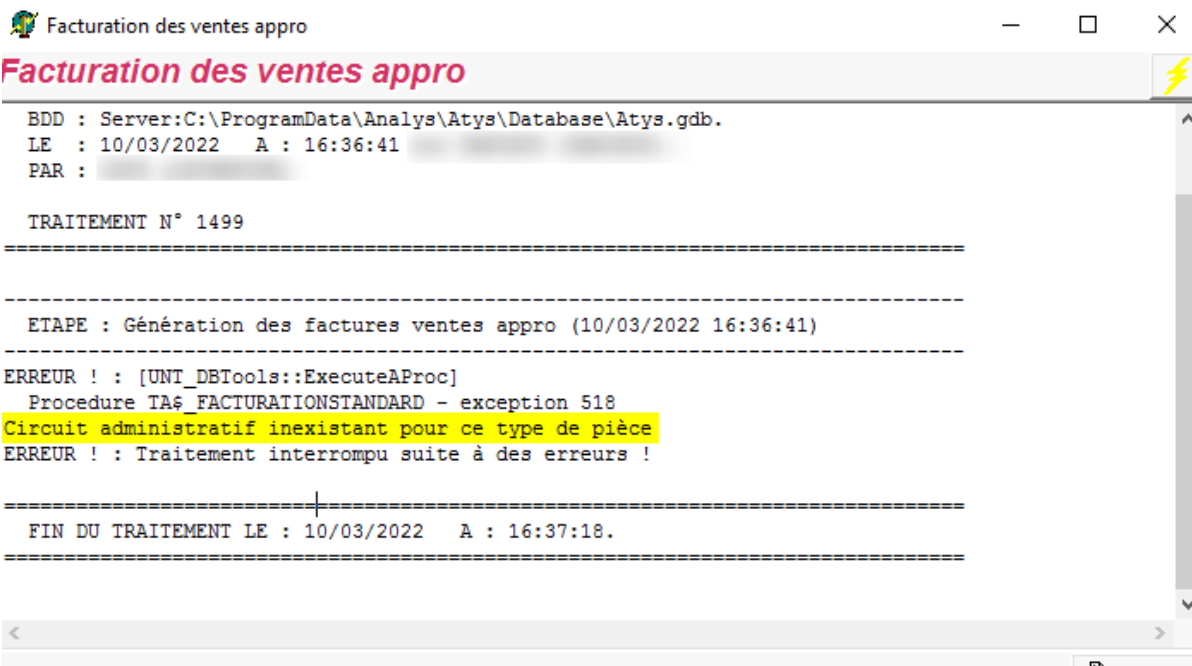 Facturation des ventes appro
Facturation des ventes appro
BDD : Server:C:\ProgramData\Analys\Atys\Database\Atys.gdb.
LE : 10/03/2022 A : 16:36:41
PAR :
TRAITEMENT N° 1499
================================================================================
--------------------------------------------------------------------------------
ETAPE : Génération des factures ventes appro (10/03/2022 16:36:41)
--------------------------------------------------------------------------------
ERREUR ! : [UNT_DBTools::ExecuteAProc]
Procedure TA$_FACTURATIONSTANDARD - exception 518
Circuit administratif inexistant pour ce type de pièce
ERREUR ! : Traitement interrompu suite à des erreurs !
================================================================================
FIN DU TRAITEMENT LE : 10/03/2022 A : 16:37:18.
================================================================================